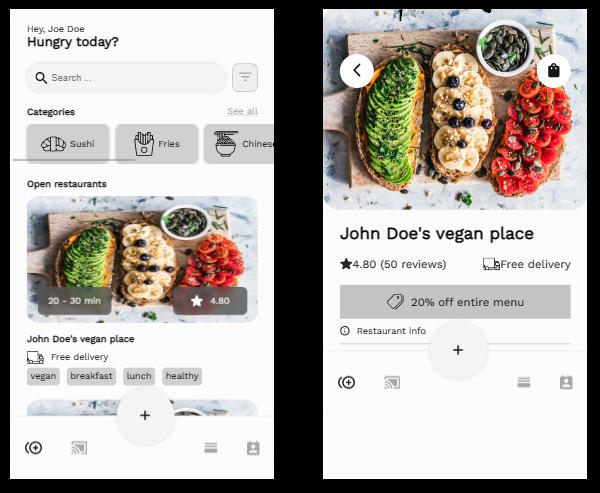 Hey, Joe Doe
Hungry today?
Search ...
Categories
See all
Sushi
Fries
Chinese
Open restaurants
20 - 30 min
4.80
John Doe's vegan place
Free delivery
vegan
breakfast
lunch
healthy
+
John Doe's vegan place
4.80 (50 reviews)
Free delivery
20% off entire menu
Restaurant info
+